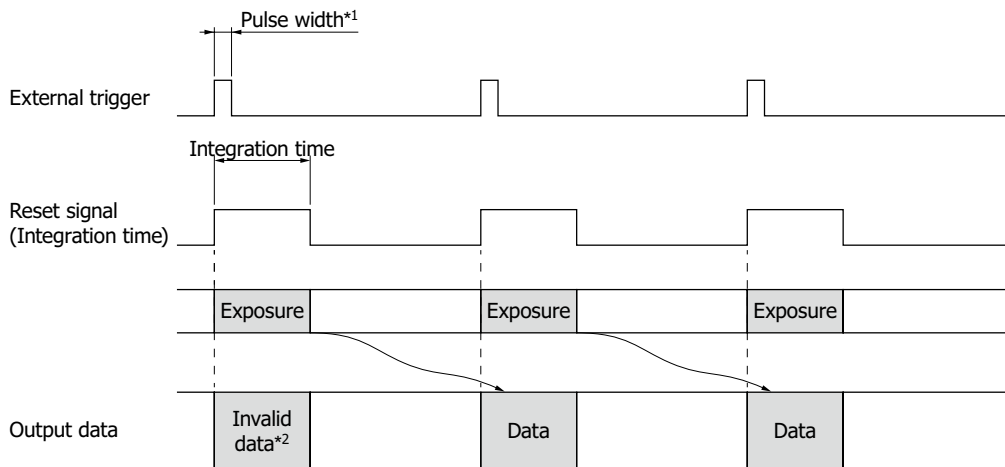 Pulse width*1
External trigger
Integration time
Reset signal
(Integration time)
Exposure
Exposure
Exposure
Output data
Invalid
data*2
Data
Data